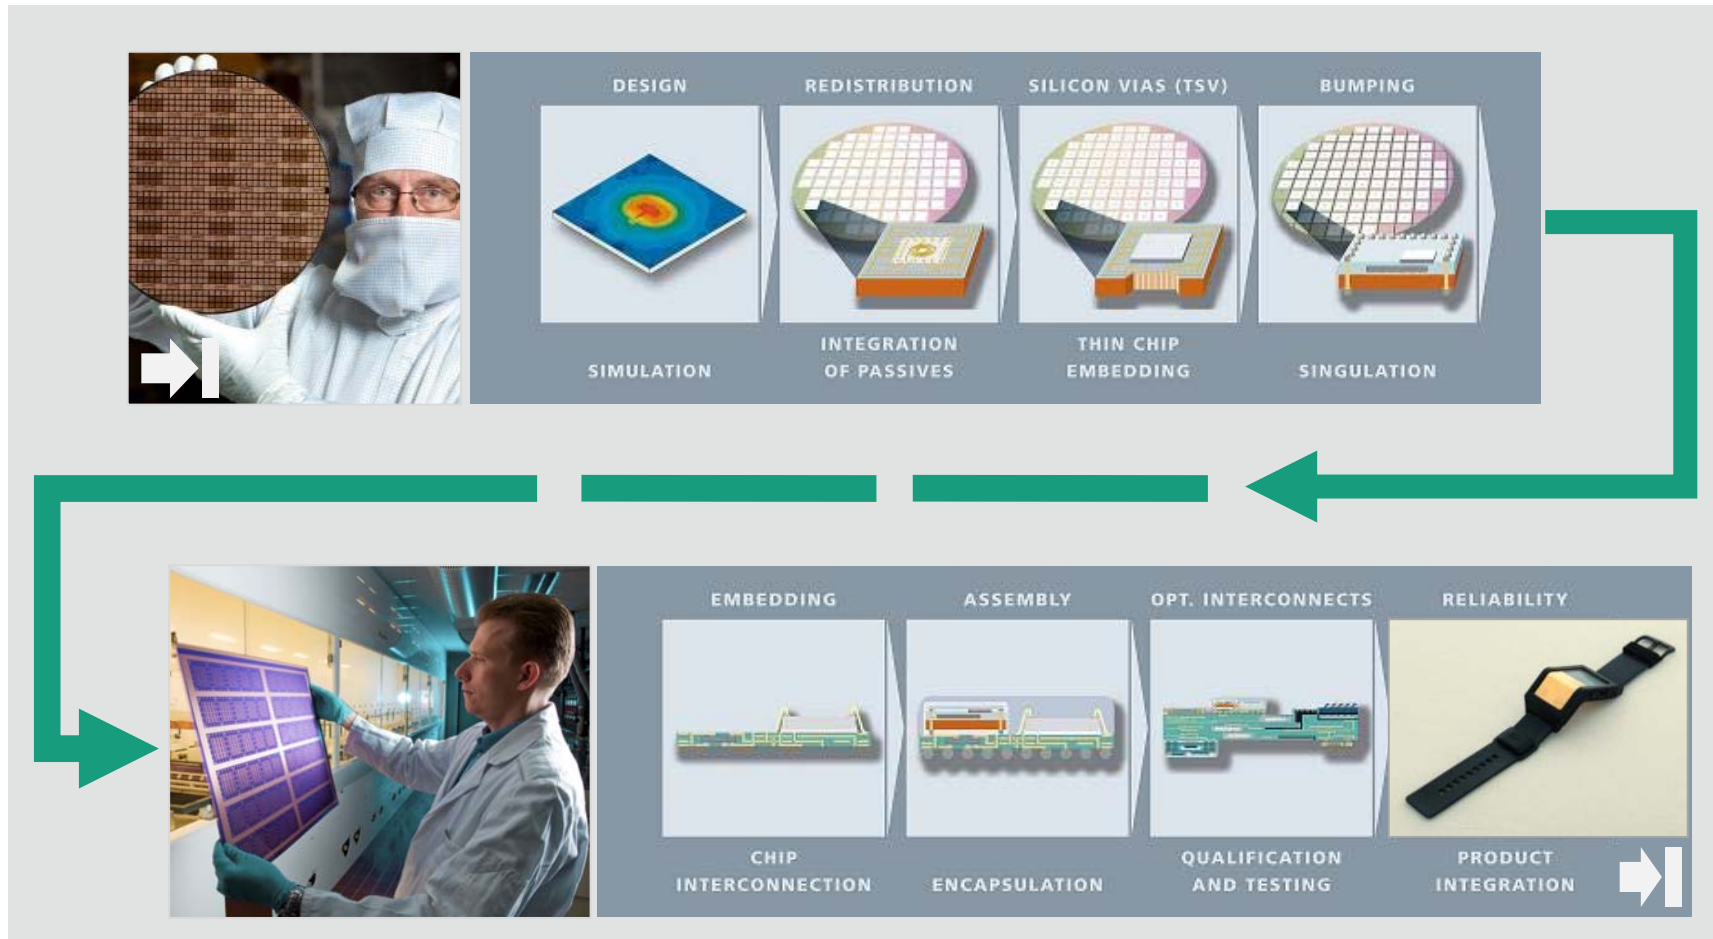 DESIGN
REDISTRIBUTION
SILICON VIAS (TSV)
BUMPING
SIMULATION
INTEGRATION
OF PASSIVES
THIN CHIP
EMBEDDING
SINGULATION
EMBEDDING
ASSEMBLY
OPT. INTERCONNECTS
RELIABILITY
CHIP
INTERCONNECTION
ENCAPSULATION
QUALIFICATION
AND TESTING
PRODUCT
INTEGRATION